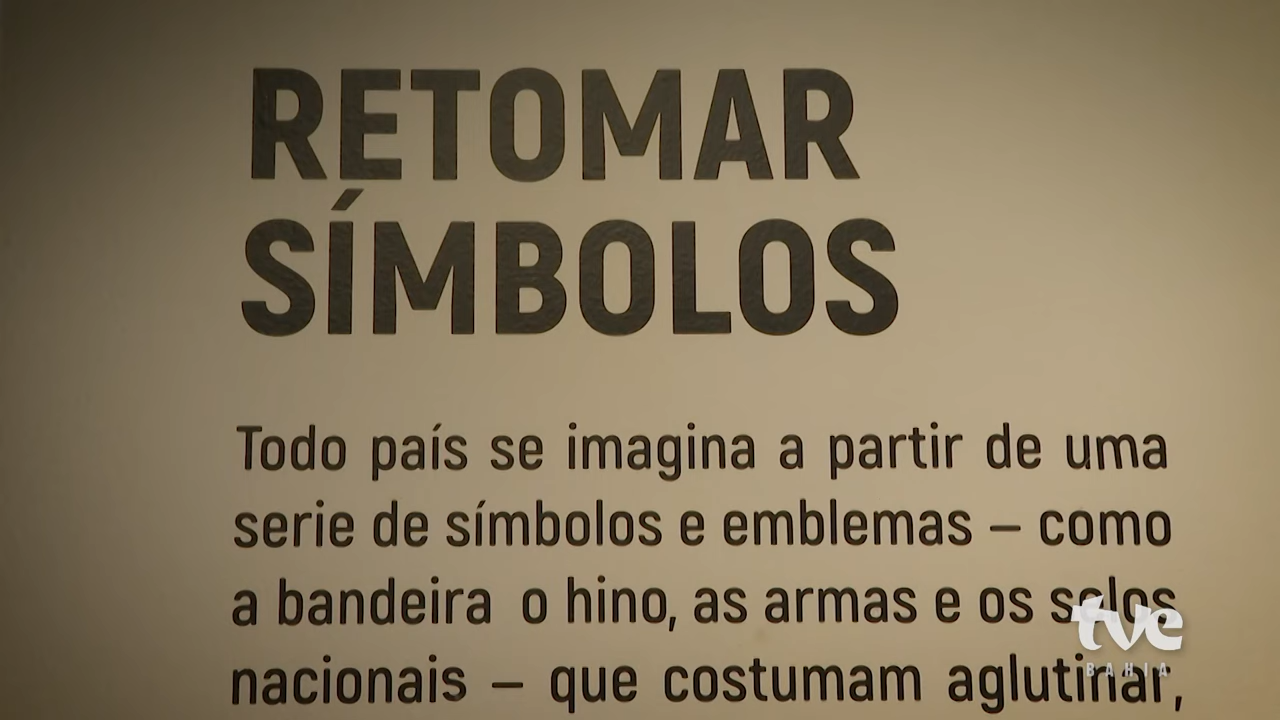 RETOMAR
SÍMBOLOS
Todo país se imagina a partir de uma
serie de símbolos e emblemas – como
a bandeira o hino, as armas e os selos
nacionais – que costumam aglutinar,
tve
BAHIA